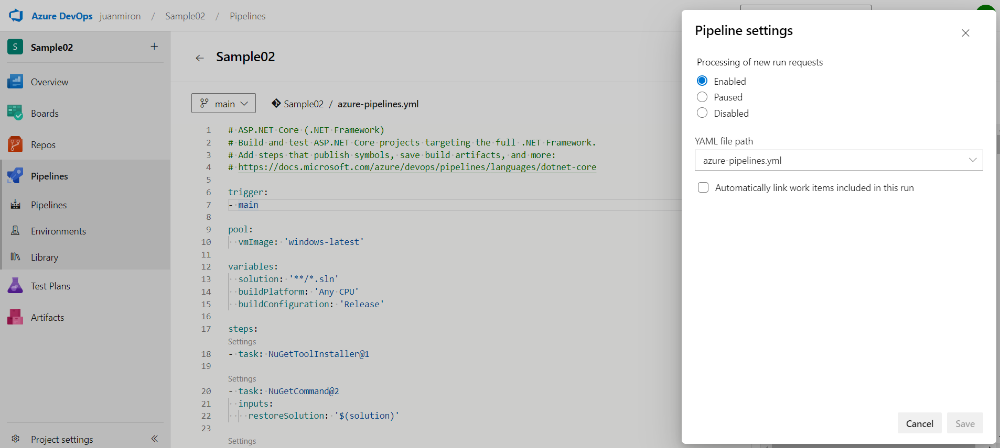 Azure DevOps juanmiron / Sample02 / Pipelines
S Sample02 +
Overview
Boards
Repos
Pipelines
Pipelines
Environments
Library
Test Plans
Artifacts
Project settings
Sample02
main
Sample02 / azure-pipelines.yml
1 # ASP.NET Core (.NET Framework)
2 # Build and test ASP.NET Core projects targeting the full .NET Framework.
3 # Add steps that publish symbols, save build artifacts, and more:
4 # https://docs.microsoft.com/azure/devops/pipelines/languages/dotnet-core
5
6 trigger:
7 - main
8
9 pool:
10 vmImage: 'windows-latest'
11
12 variables:
13 solution: '**/*.sln'
14 buildPlatform: 'Any CPU'
15 buildConfiguration: 'Release'
16
17 steps:
Settings
18 - task: NuGetToolInstaller@1
19
Settings
20 - task: NuGetCommand@2
21 inputs:
22 restoreSolution: '$(solution)'
23
Settings
Pipeline settings
Processing of new run requests
Enabled
Paused
Disabled
YAML file path
azure-pipelines.yml
Automatically link work items included in this run
Cancel
Save